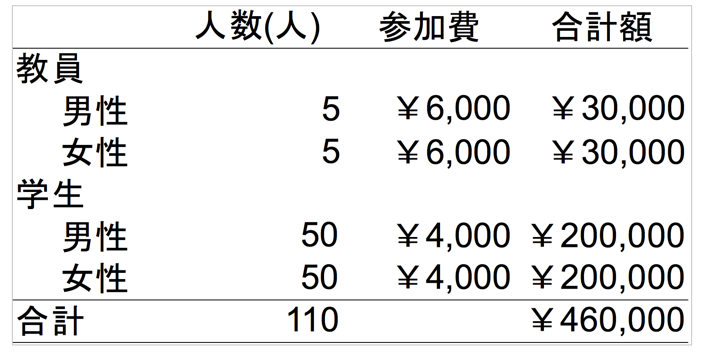 人数(人) 参加費 合計額
教員
男性 5 ￥6,000 ￥30,000
女性 5 ￥6,000 ￥30,000
学生
男性 50 ￥4,000 ￥200,000
女性 50 ￥4,000 ￥200,000
合計 110 ￥460,000